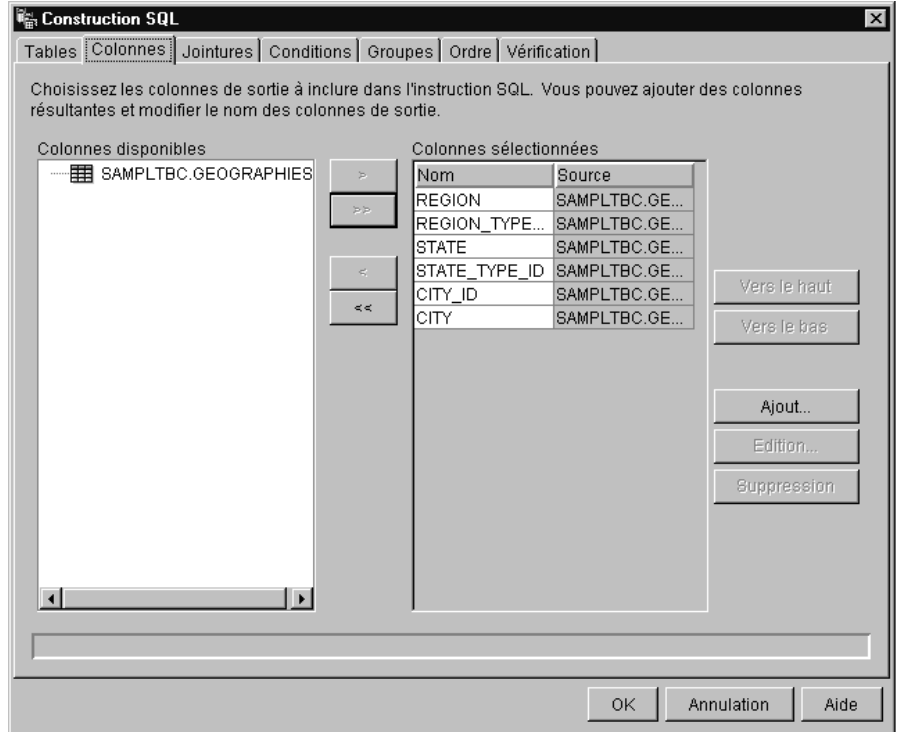 Construction SQL
Tables Colonnes Jointures Conditions Groupes Ordre Vérification
Choisissez les colonnes de sortie à inclure dans l'instruction SQL. Vous pouvez ajouter des colonnes
résultantes et modifier le nom des colonnes de sortie.
Colonnes disponibles
SAMPLTBC.GEOGRAPHIES
>
>>
<
<<
Colonnes sélectionnées
Nom Source
REGION SAMPLTBC.GE...
REGION_TYPE... SAMPLTBC.GE...
STATE SAMPLTBC.GE...
STATE_TYPE_ID SAMPLTBC.GE...
CITY_ID SAMPLTBC.GE...
CITY SAMPLTBC.GE...
Vers le haut
Vers le bas
Ajout...
Edition...
Suppression
OK Annulation Aide